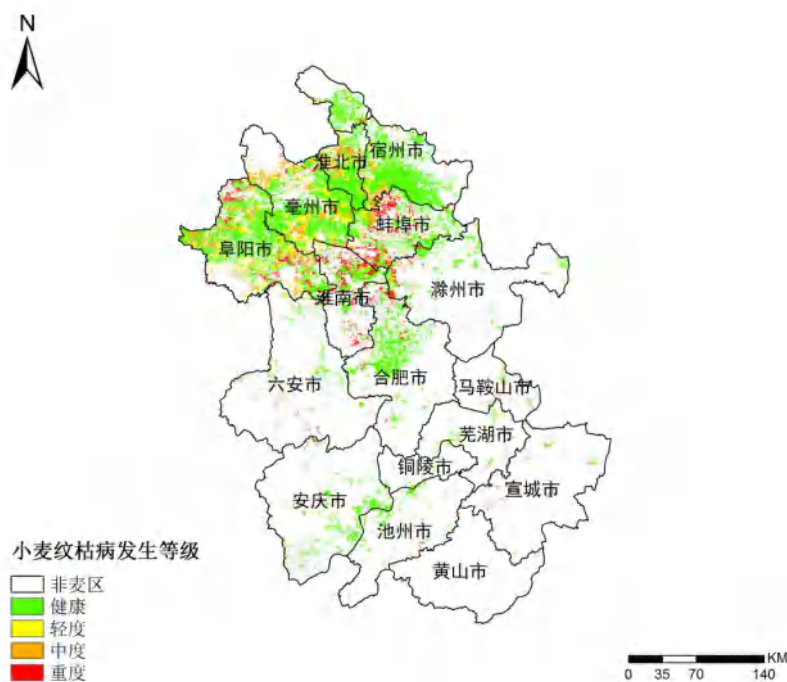 N
宿州市
淮北市
亳州市
蚌埠市
阜阳市
滁州市
淮南市
合肥市
六安市
马鞍山市
芜湖市
铜陵市
宣城市
安庆市
池州市
黄山市
小麦纹枯病发生等级
非麦区
健康
轻度
中度
重度
KM
0 35 70 140